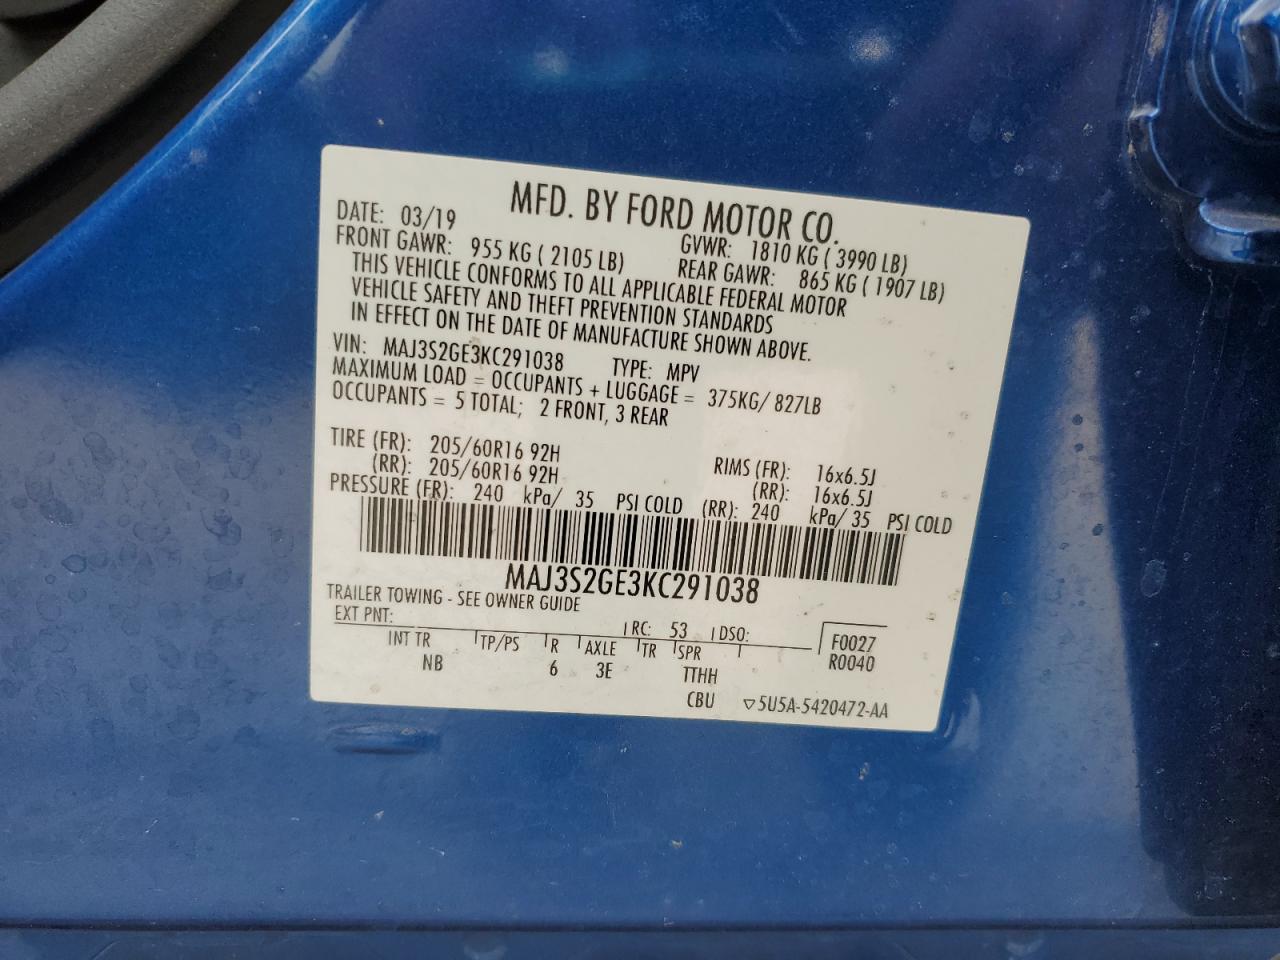 MFD. BY FORD MOTOR CO.
DATE: 03/19 GVWR: 1810 KG ( 3990 LB)
FRONT GAWR: 955 KG ( 2105 LB) REAR GAWR: 865 KG ( 1907 LB)
THIS VEHICLE CONFORMS TO ALL APPLICABLE FEDERAL MOTOR
VEHICLE SAFETY AND THEFT PREVENTION STANDARDS
IN EFFECT ON THE DATE OF MANUFACTURE SHOWN ABOVE.
VIN: MAJ3S2GE3KC291038 TYPE: MPV
MAXIMUM LOAD = OCCUPANTS + LUGGAGE = 375KG/ 827LB
OCCUPANTS = 5 TOTAL; 2 FRONT, 3 REAR
TIRE (FR): 205/60R16 92H RIMS (FR): 16x6.5J
(RR): 205/60R16 92H (RR): 16x6.5J
PRESSURE (FR): 240 kPa/ 35 PSI COLD (RR): 240 kPa/ 35 PSI COLD
MAJ3S2GE3KC291038
TRAILER TOWING - SEE OWNER GUIDE
EXT PNT: RC: 53 DSO: F0027
INT TR TP/PS R AXLE TR SPR R0040
NB 6 3E TTHH
CBU ▽5U5A-5420472-AA